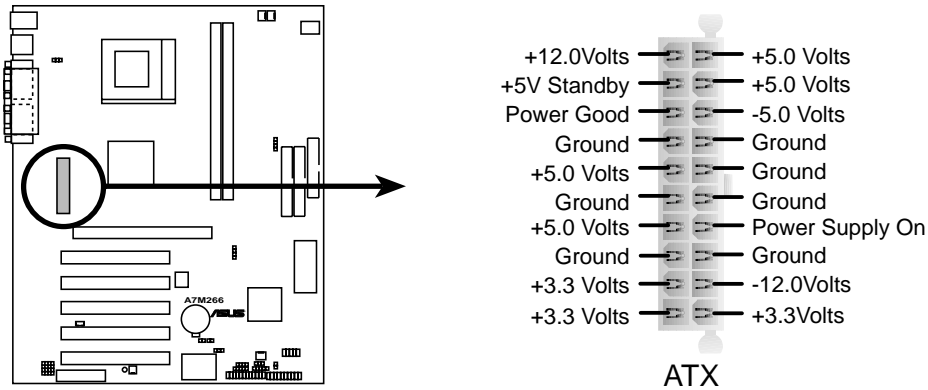 A7M266
ASUS
+12.0Volts +5.0 Volts
+5V Standby +5.0 Volts
Power Good -5.0 Volts
Ground Ground
+5.0 Volts Ground
Ground Ground
+5.0 Volts Power Supply On
Ground Ground
+3.3 Volts -12.0Volts
+3.3 Volts +3.3Volts
ATX